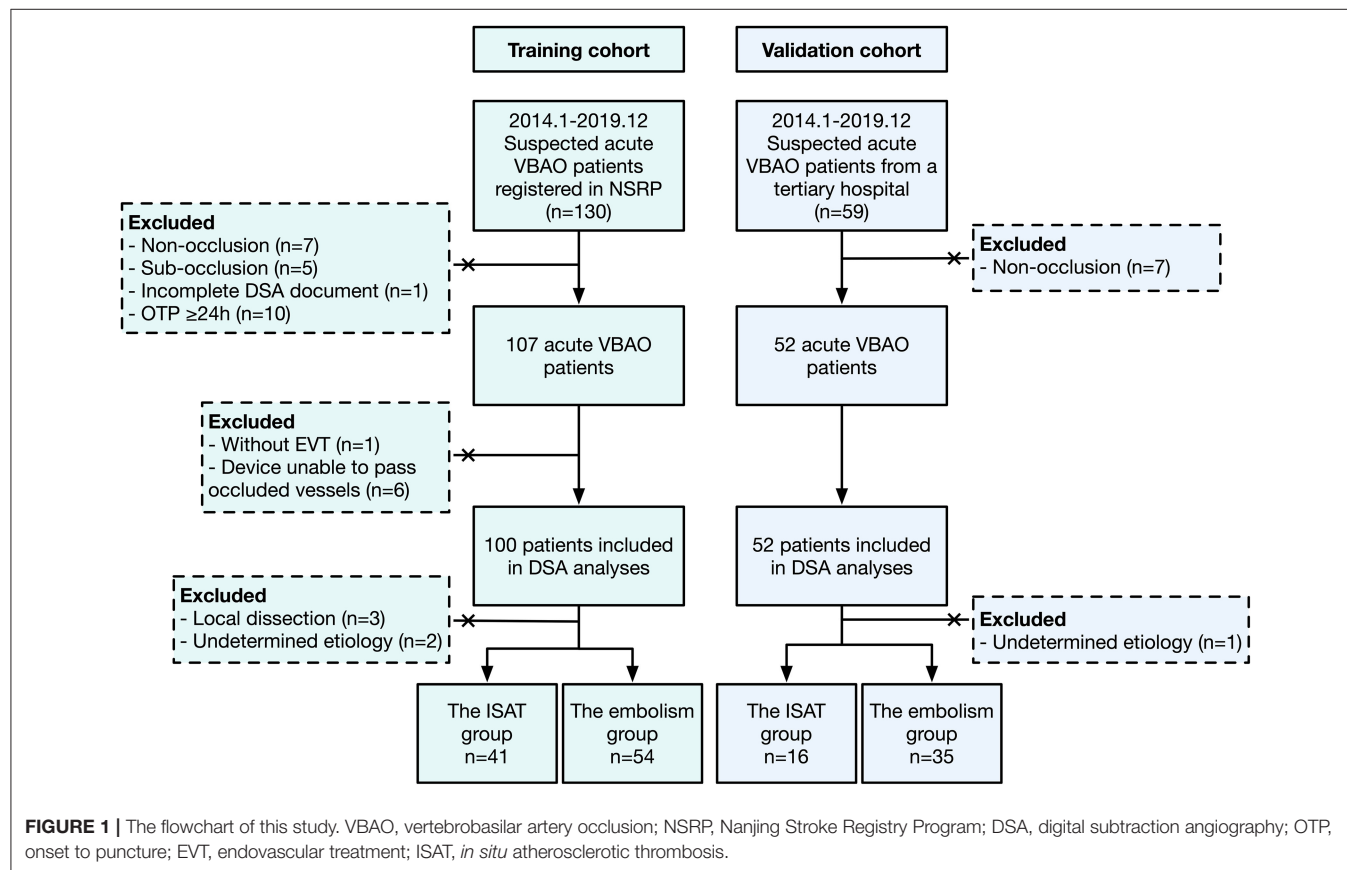 Training cohort
Validation cohort
2014.1-2019.12
Suspected acute
VBAO patients
registered in NSRP
(n=130)
2014.1-2019.12
Suspected acute
VBAO patients from a
tertiary hospital
(n=59)
Excluded
- Non-occlusion (n=7)
- Sub-occlusion (n=5)
- Incomplete DSA document (n=1)
- OTP ≥24h (n=10)
Excluded
- Non-occlusion (n=7)
107 acute VBAO
patients
52 acute VBAO
patients
Excluded
- Without EVT (n=1)
- Device unable to pass
occluded vessels (n=6)
100 patients included
in DSA analyses
52 patients included
in DSA analyses
Excluded
- Local dissection (n=3)
- Undetermined etiology (n=2)
Excluded
- Undetermined etiology (n=1)
The ISAT
group
n=41
The embolism
group
n=54
The ISAT
group
n=16
The embolism
group
n=35
FIGURE 1 | The flowchart of this study. VBAO, vertebrobasilar artery occlusion; NSRP, Nanjing Stroke Registry Program; DSA, digital subtraction angiography; OTP,
onset to puncture; EVT, endovascular treatment; ISAT, in situ atherosclerotic thrombosis.